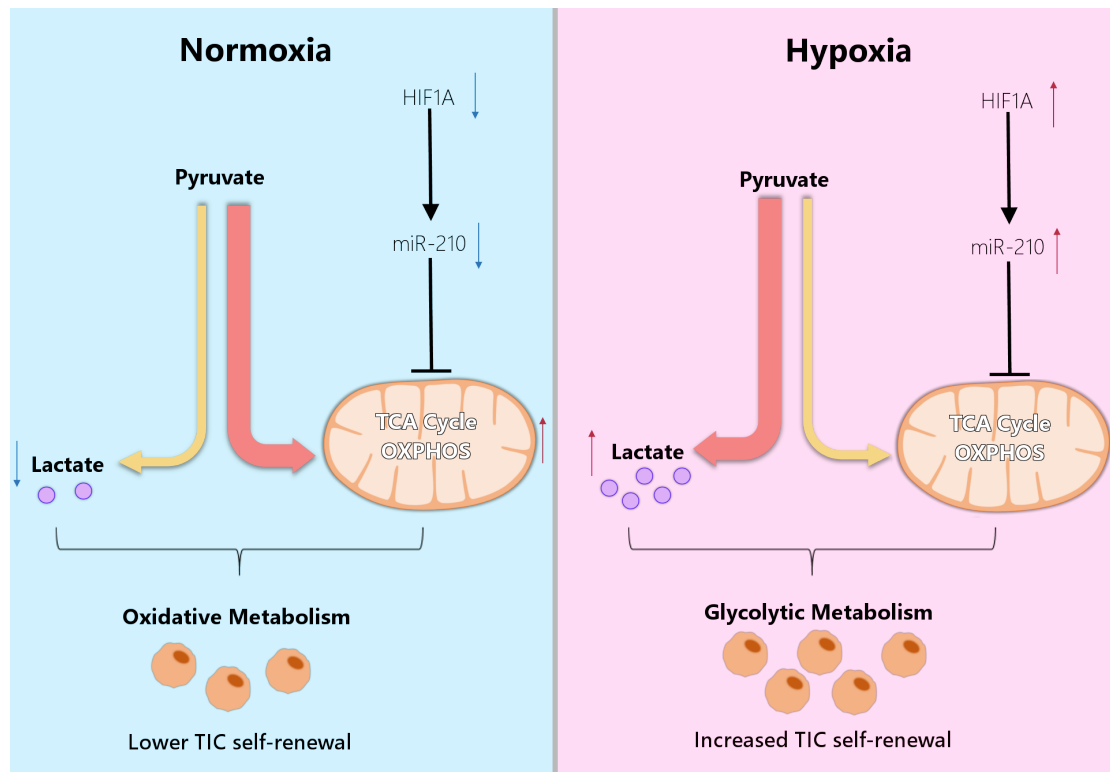 Normoxia
HIF1A
Pyruvate
miR-210
TCA Cycle
OXPHOS
Lactate
Oxidative Metabolism
Lower TIC self-renewal
Hypoxia
HIF1A
Pyruvate
miR-210
TCA Cycle
OXPHOS
Lactate
Glycolytic Metabolism
Increased TIC self-renewal